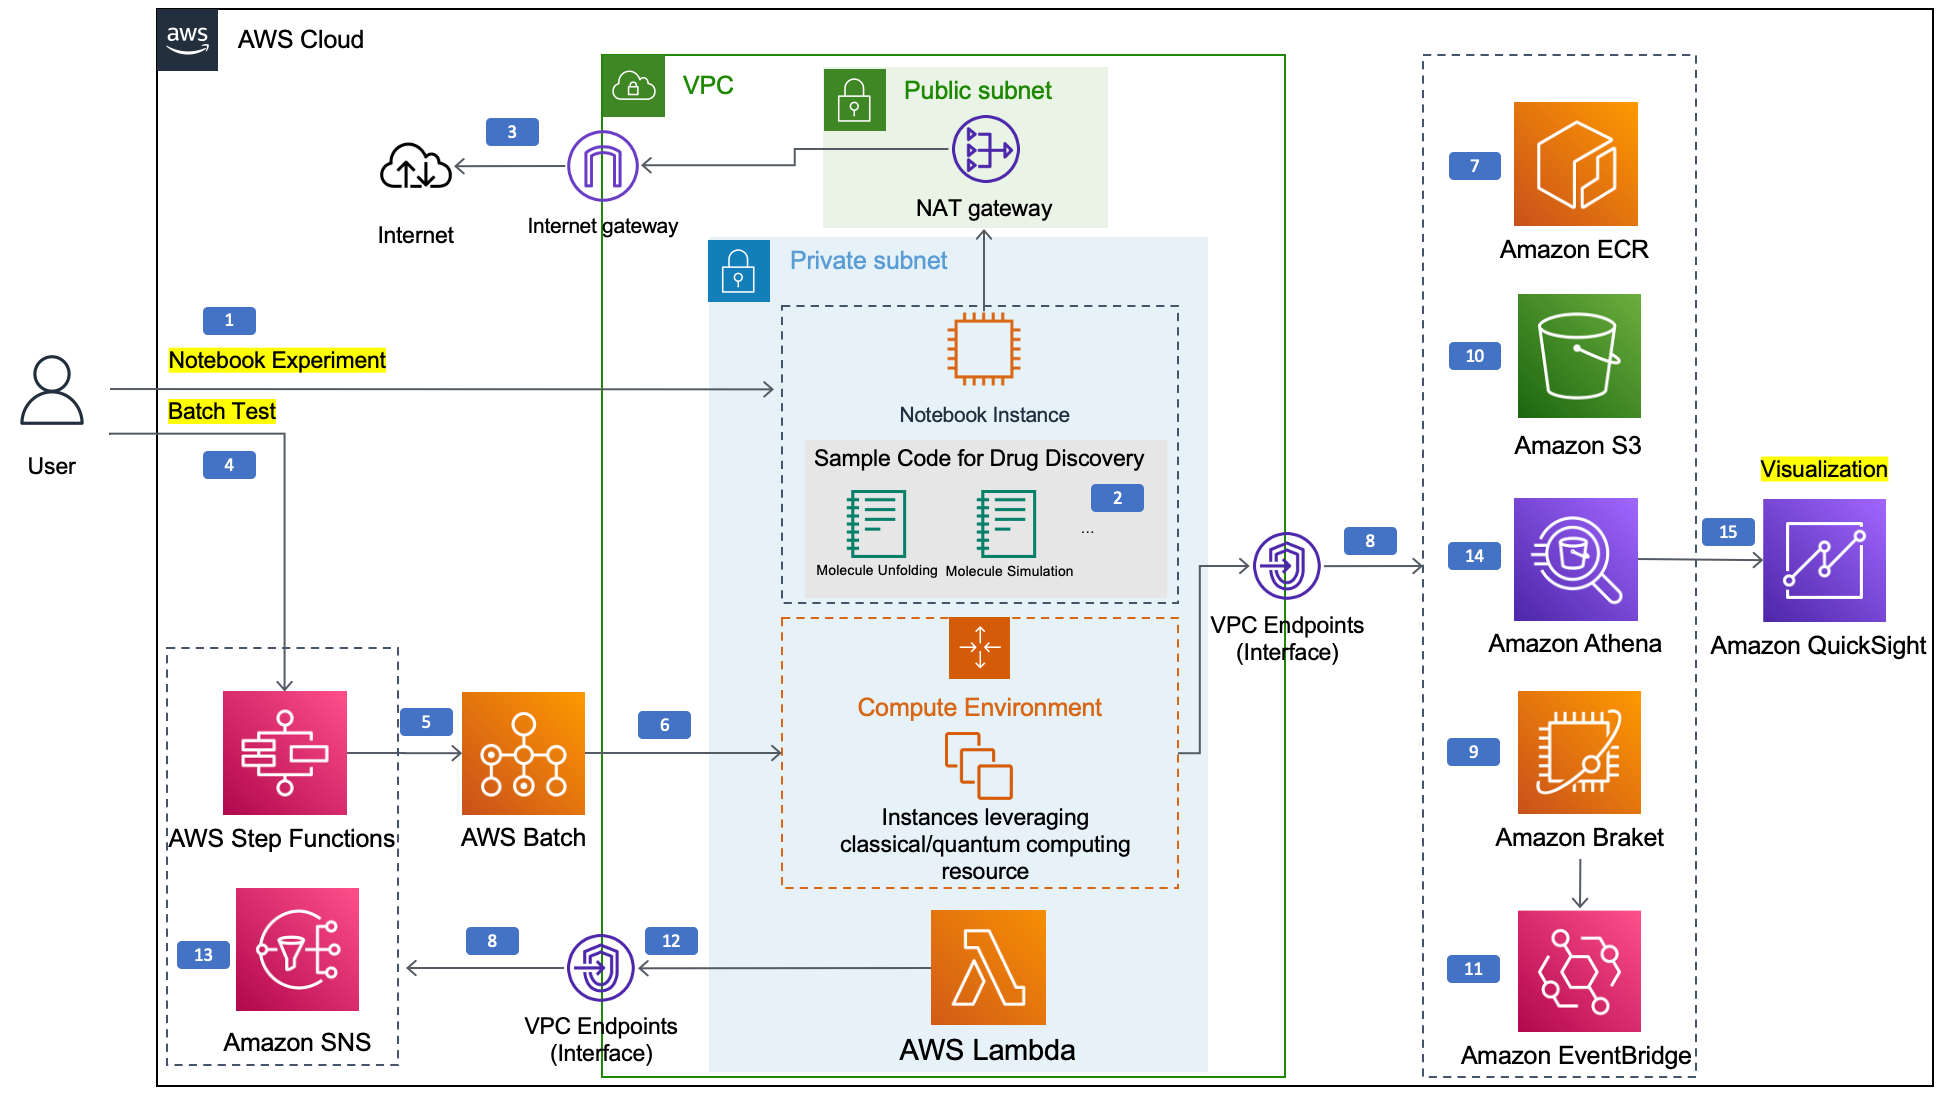 aws
AWS Cloud
VPC
Public subnet
3
7
NAT gateway
Internet gateway
Internet
Amazon ECR
Private subnet
1
Notebook Experiment
10
Batch Test
Notebook Instance
4
User
Sample Code for Drug Discovery
2
...
Molecule Unfolding
Molecule Simulation
Amazon S3
Visualization
8
14
15
VPC Endpoints
(Interface)
Amazon Athena
Amazon QuickSight
5
6
Compute Environment
9
Instances leveraging
classical/quantum computing
resource
AWS Step Functions
AWS Batch
Amazon Braket
13
8
12
11
VPC Endpoints
(Interface)
Amazon SNS
AWS Lambda
Amazon EventBridge